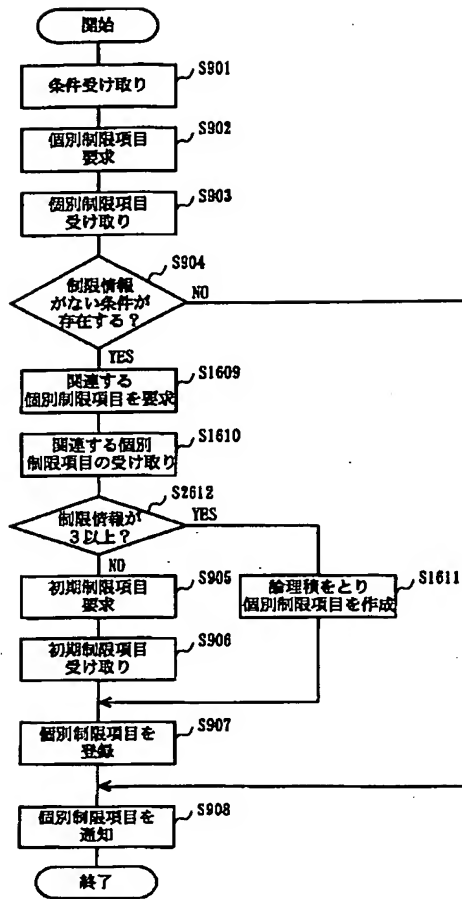 開始
条件受け取り
S901
個別制限項目
要求
S902
個別制限項目
受け取り
S903
制限情報
がない条件が
存在する?
S904
NO
YES
関連する
個別制限項目を要求
S1609
関連する個別
制限項目の受け取り
S1610
制限情報が
3以上?
S2612
YES
NO
初期制限項目
要求
S905
論理積をとり
個別制限項目を作成
S1611
初期制限項目
受け取り
S906
個別制限項目を
登録
S907
個別制限項目を
通知
S908
終了